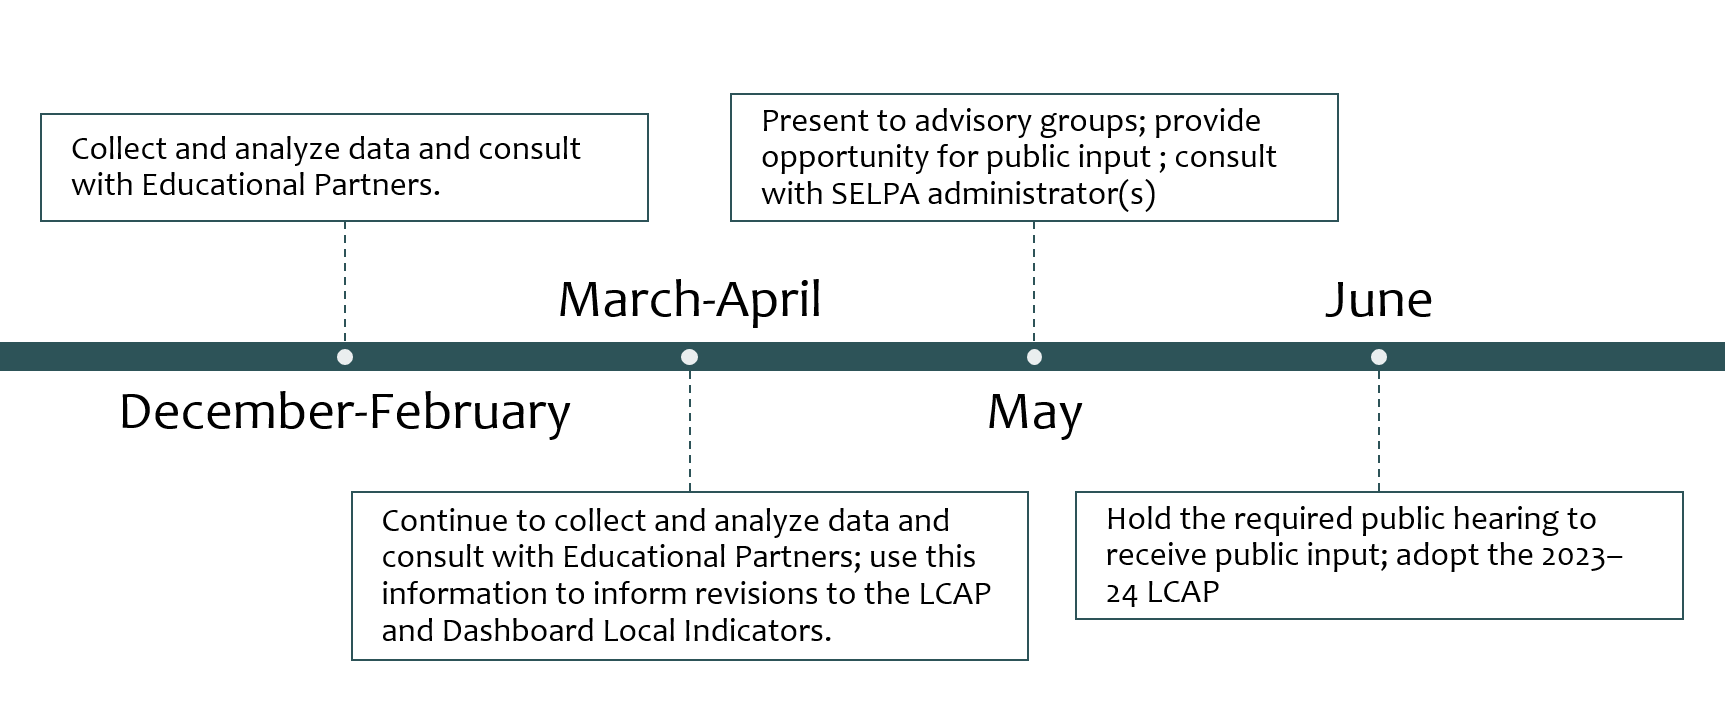 Collect and analyze data and consult
with Educational Partners.
December-February
March-April
Continue to collect and analyze data and
consult with Educational Partners; use this
information to inform revisions to the LCAP
and Dashboard Local Indicators.
Present to advisory groups; provide
opportunity for public input ; consult
with SELPA administrator(s)
May
June
Hold the required public hearing to
receive public input; adopt the 2023–
24 LCAP